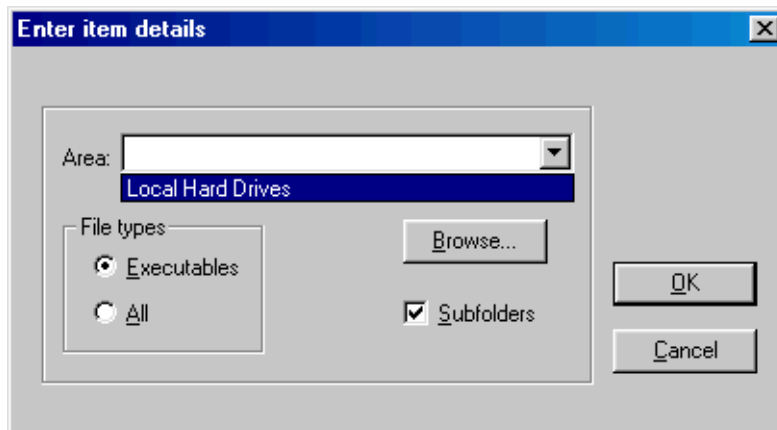 Enter item details
Area:
Local Hard Drives
File types
Browse...
Executables
OK
All
Subfolders
Cancel